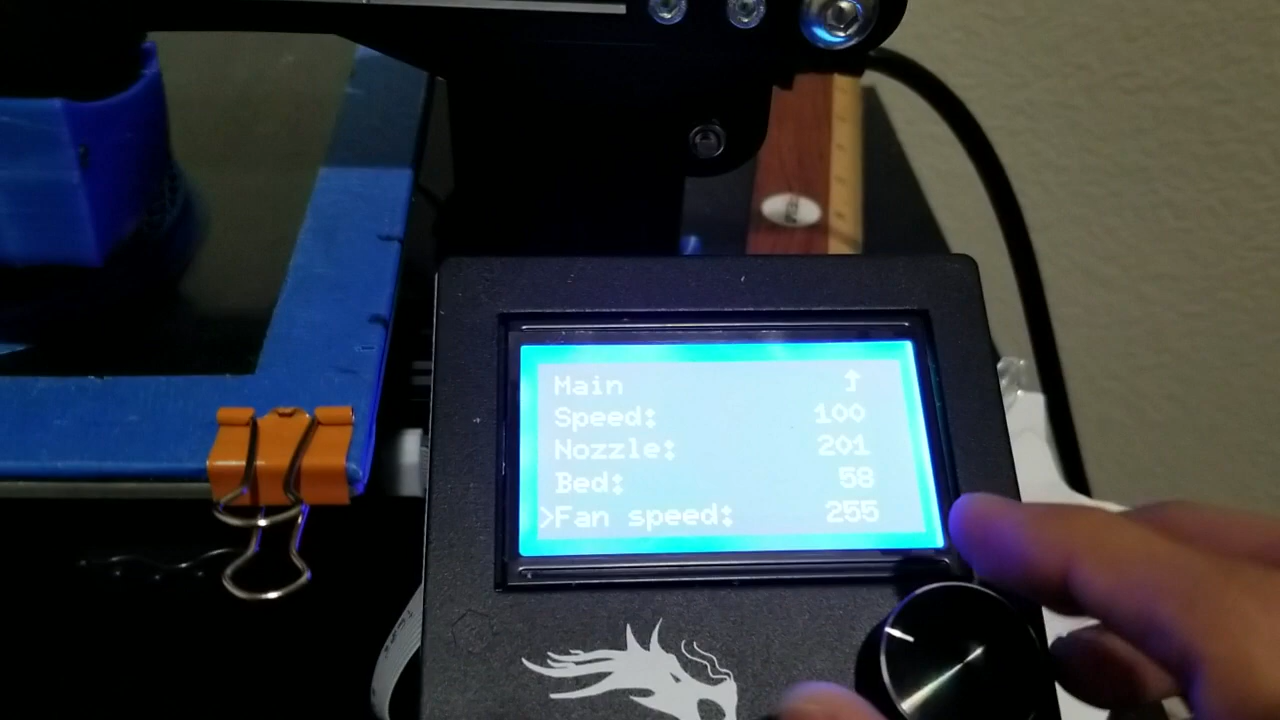 Main
Speed: 100
Nozzle: 201
Bed: 58
>Fan speed: 255